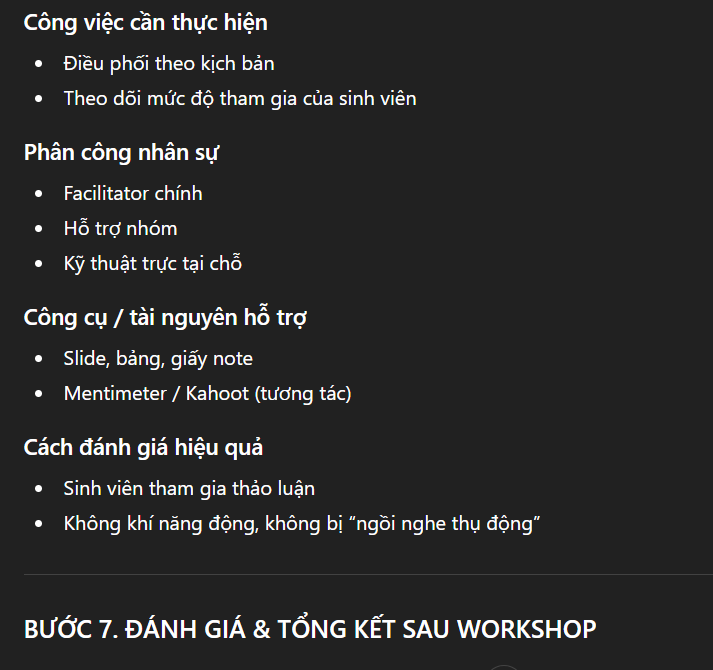 Công việc cần thực hiện
Điều phối theo kịch bản
Theo dõi mức độ tham gia của sinh viên
Phân công nhân sự
Facilitator chính
Hỗ trợ nhóm
Kỹ thuật trực tại chỗ
Công cụ / tài nguyên hỗ trợ
Slide, bảng, giấy note
Mentimeter / Kahoot (tương tác)
Cách đánh giá hiệu quả
Sinh viên tham gia thảo luận
Không khí năng động, không bị “ngồi nghe thụ động”
BƯỚC 7. ĐÁNH GIÁ & TỔNG KẾT SAU WORKSHOP